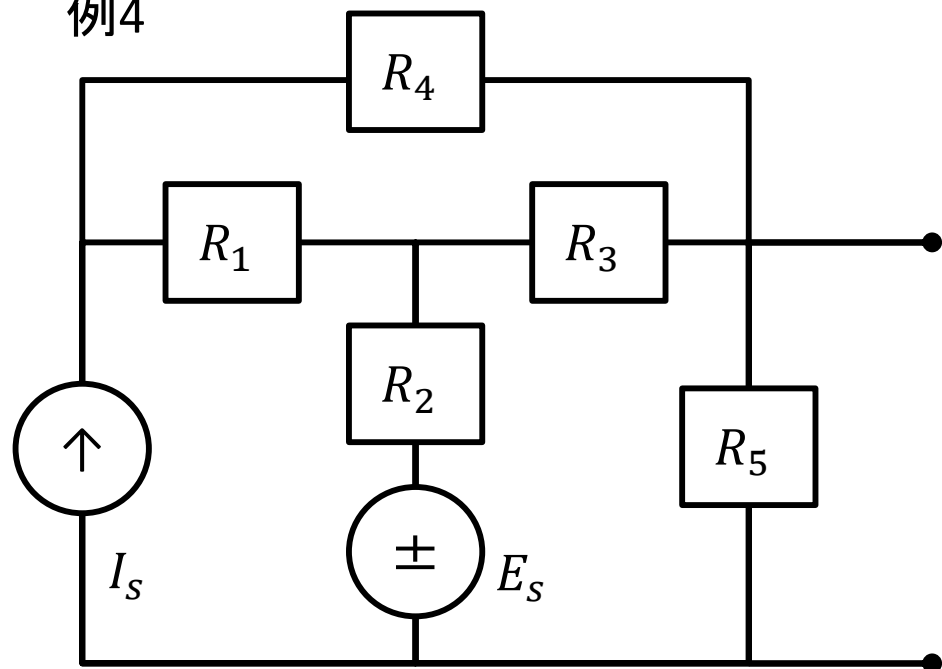 例4
R₄
R₁
R₃
R₂
↑
R₅
±
Iₛ
Eₛ